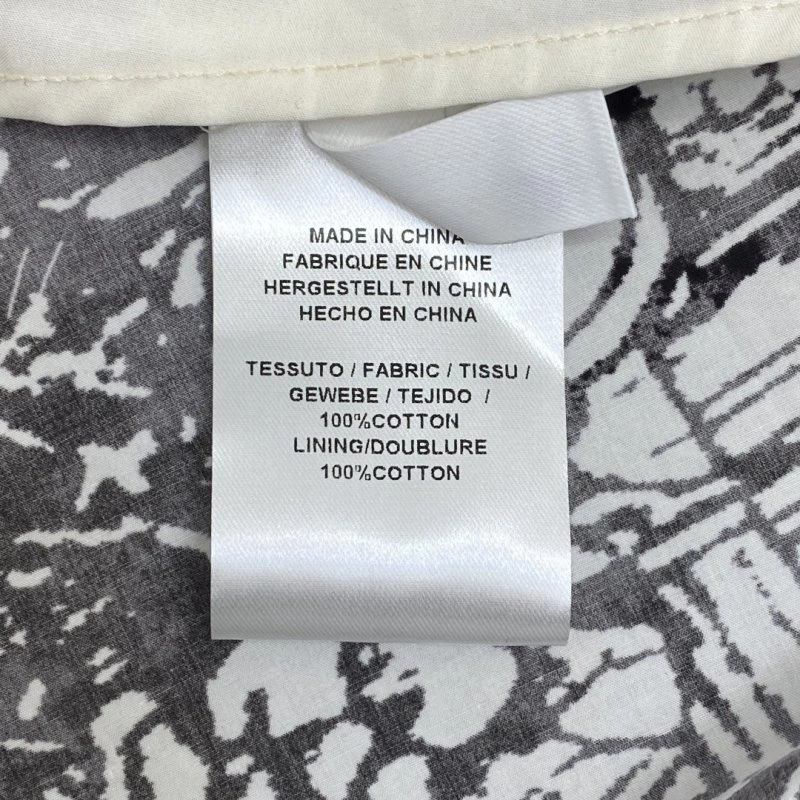 MADE IN CHINA
FABRIQUE EN CHINE
HERGESTELLT IN CHINA
HECHO EN CHINA
TESSUTO / FABRIC / TISSU /
GEWEBE / TEJIDO /
100%COTTON
LINING/DOUBLURE
100%COTTON